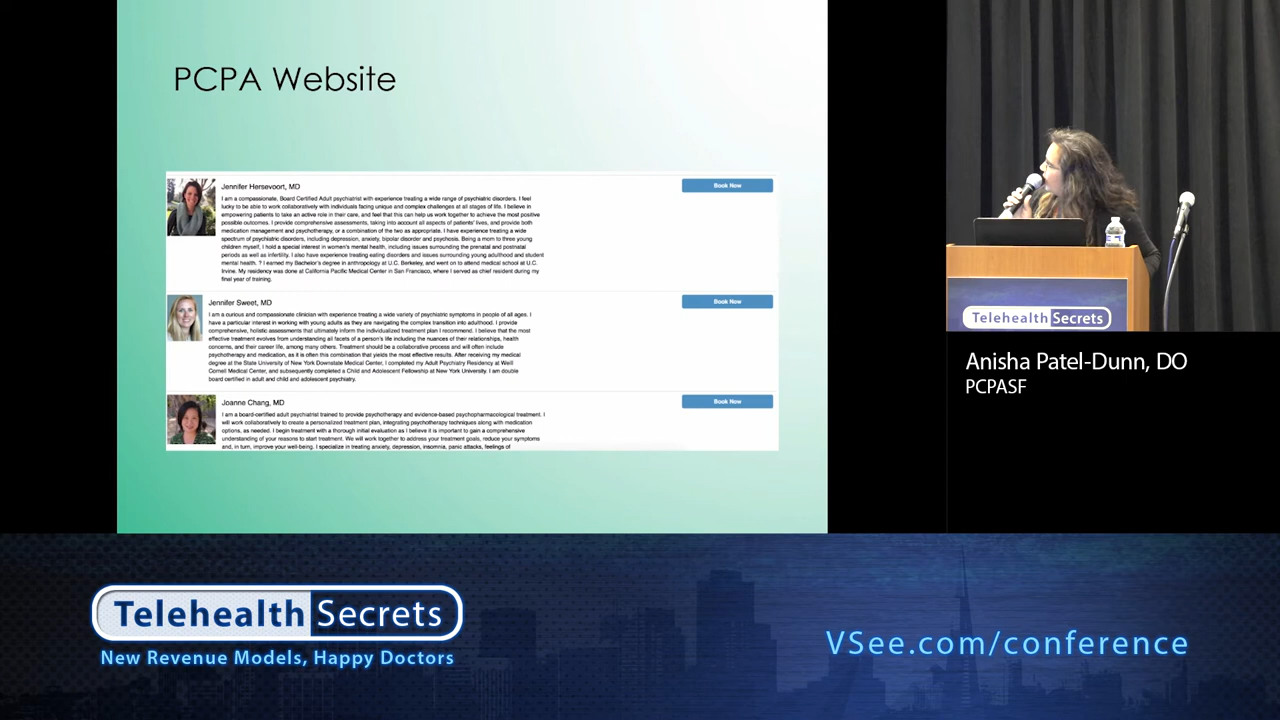 PCPA Website
Jennifer Hersevoort, MD
Book Now
I am a compassionate, Board Certified Adult psychiatrist with experience treating a wide range of psychiatric disorders. I feel
lucky to be able to work collaboratively with individuals facing unique and complex challenges at all stages of life. I believe in
empowering patients to take an active role in their care, and feel that this can help us work together to achieve the most positive
possible outcomes. I provide comprehensive assessments, taking into account all aspects of patients' lives, and provide both
medication management and psychotherapy, or a combination of the two as appropriate. I have experience treating a wide
spectrum of psychiatric disorders, including depression, anxiety, bipolar disorder and psychosis. Being a mom to three young
children myself, I hold a special interest in women's mental health, including issues surrounding the prenatal and postnatal
periods as well as infertility. I also have experience treating eating disorders and issues surrounding young adulthood and student
mental health. ? I earned my Bachelor's degree in anthropology at U.C. Berkeley, and went on to attend medical school at U.C.
Irvine. My residency was done at California Pacific Medical Center in San Francisco, where I served as chief resident during my
final year of training.
Jennifer Sweet, MD
Book Now
I am a curious and compassionate clinician with experience treating a wide variety of psychiatric symptoms in people of all ages. I
have a particular interest in working with young adults as they are navigating the complex transition into adulthood. I provide
comprehensive, holistic assessments that ultimately inform the individualized treatment plan I recommend. I believe that the most
effective treatment evolves from understanding all facets of a person's life including the nuances of their relationships, health
concerns, and their career life, among many others. Treatment should be a collaborative process and will often include
psychotherapy and medication, as it is often this combination that yields the most effective results. After receiving my medical
degree at the State University of New York Downstate Medical Center, I completed my Adult Psychiatry Residency at Weill
Cornell Medical Center, and subsequently completed a Child and Adolescent Fellowship at New York University. I am double
board certified in adult and child and adolescent psychiatry.
Joanne Chang, MD
Book Now
I am a board-certified adult psychiatrist trained to provide psychotherapy and evidence-based psychopharmacological treatment. I
will work collaboratively to create a personalized treatment plan, integrating psychotherapy techniques along with medication
options, as needed. I begin treatment with a thorough initial evaluation as I believe it is important to gain a comprehensive
understanding of your reasons to start treatment. We will work together to address your treatment goals, reduce your symptoms
and, in turn, improve your well-being. I specialize in treating anxiety, depression, insomnia, panic attacks, feelings of
Telehealth Secrets
Anisha Patel-Dunn, DO
PCPASF
Telehealth Secrets
New Revenue Models, Happy Doctors
VSee.com/conference